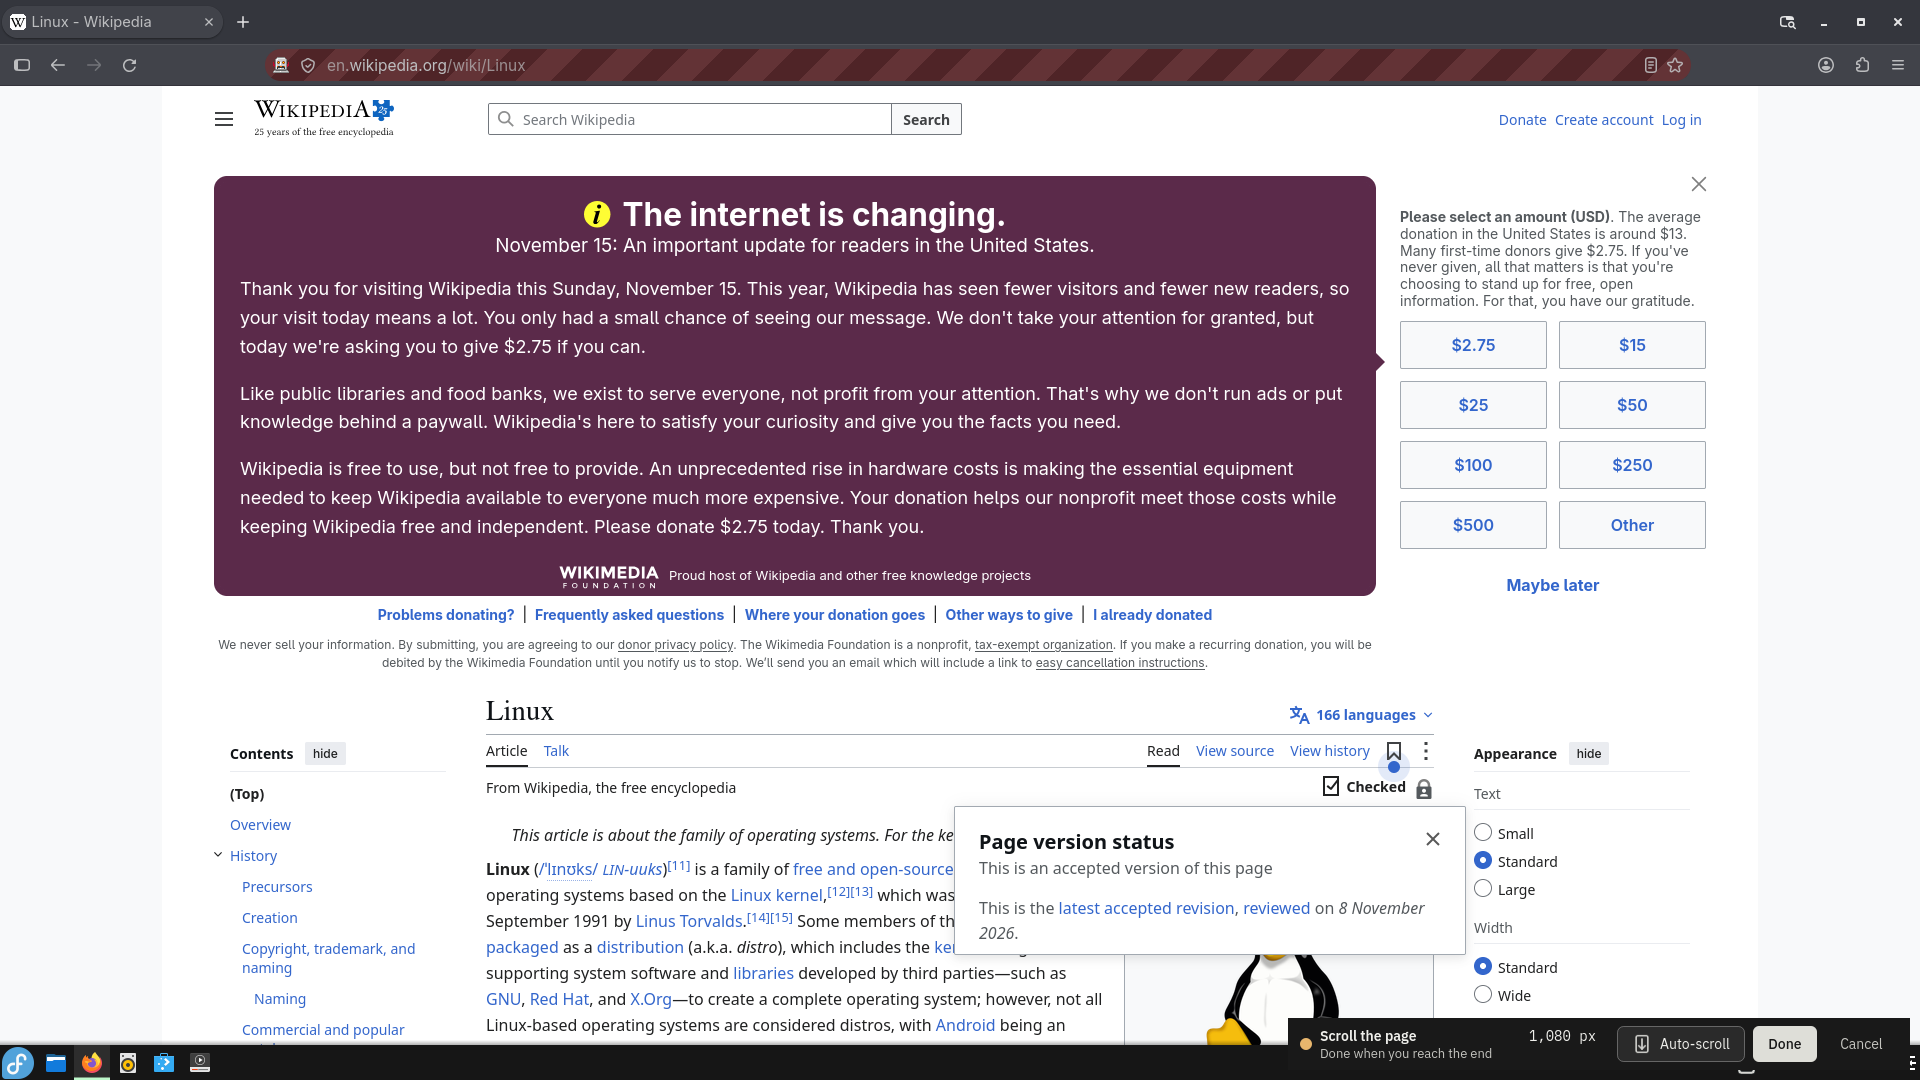 Linux - Wikipedia
en.wikipedia.org/wiki/Linux
WIKIPEDIA 25
25 years of the free encyclopedia
Search Wikipedia
Search
Donate Create account Log in
i The internet is changing.
November 15: An important update for readers in the United States.
Thank you for visiting Wikipedia this Sunday, November 15. This year, Wikipedia has seen fewer visitors and fewer new readers, so
your visit today means a lot. You only had a small chance of seeing our message. We don't take your attention for granted, but
today we're asking you to give $2.75 if you can.
Like public libraries and food banks, we exist to serve everyone, not profit from your attention. That's why we don't run ads or put
knowledge behind a paywall. Wikipedia's here to satisfy your curiosity and give you the facts you need.
Wikipedia is free to use, but not free to provide. An unprecedented rise in hardware costs is making the essential equipment
needed to keep Wikipedia available to everyone much more expensive. Your donation helps our nonprofit meet those costs while
keeping Wikipedia free and independent. Please donate $2.75 today. Thank you.
WIKIMEDIA
FOUNDATION
Proud host of Wikipedia and other free knowledge projects
Please select an amount (USD). The average
donation in the United States is around $13.
Many first-time donors give $2.75. If you've
never given, all that matters is that you're
choosing to stand up for free, open
information. For that, you have our gratitude.
$2.75 $15
$25 $50
$100 $250
$500 Other
Maybe later
Problems donating? | Frequently asked questions | Where your donation goes | Other ways to give | I already donated
We never sell your information. By submitting, you are agreeing to our donor privacy policy. The Wikimedia Foundation is a nonprofit, tax-exempt organization. If you make a recurring donation, you will be
debited by the Wikimedia Foundation until you notify us to stop. We'll send you an email which will include a link to easy cancellation instructions.
Contents hide
(Top)
Overview
History
Precursors
Creation
Copyright, trademark, and
naming
Naming
Commercial and popular
Linux
166 languages
Article Talk
Read View source View history
From Wikipedia, the free encyclopedia
Checked
This article is about the family of operating systems. For the ke
Linux (/ˈlɪnʊks/ LIN-uuks)[11] is a family of free and open-source
operating systems based on the Linux kernel,[12][13] which was
September 1991 by Linus Torvalds.[14][15] Some members of th
packaged as a distribution (a.k.a. distro), which includes the ke
supporting system software and libraries developed by third parties—such as
GNU, Red Hat, and X.Org—to create a complete operating system; however, not all
Linux-based operating systems are considered distros, with Android being an
Page version status
This is an accepted version of this page
This is the latest accepted revision, reviewed on 8 November
2026.
Appearance hide
Text
Small
Standard
Large
Width
Standard
Wide
Scroll the page
Done when you reach the end
1,080 px
Auto-scroll
Done
Cancel